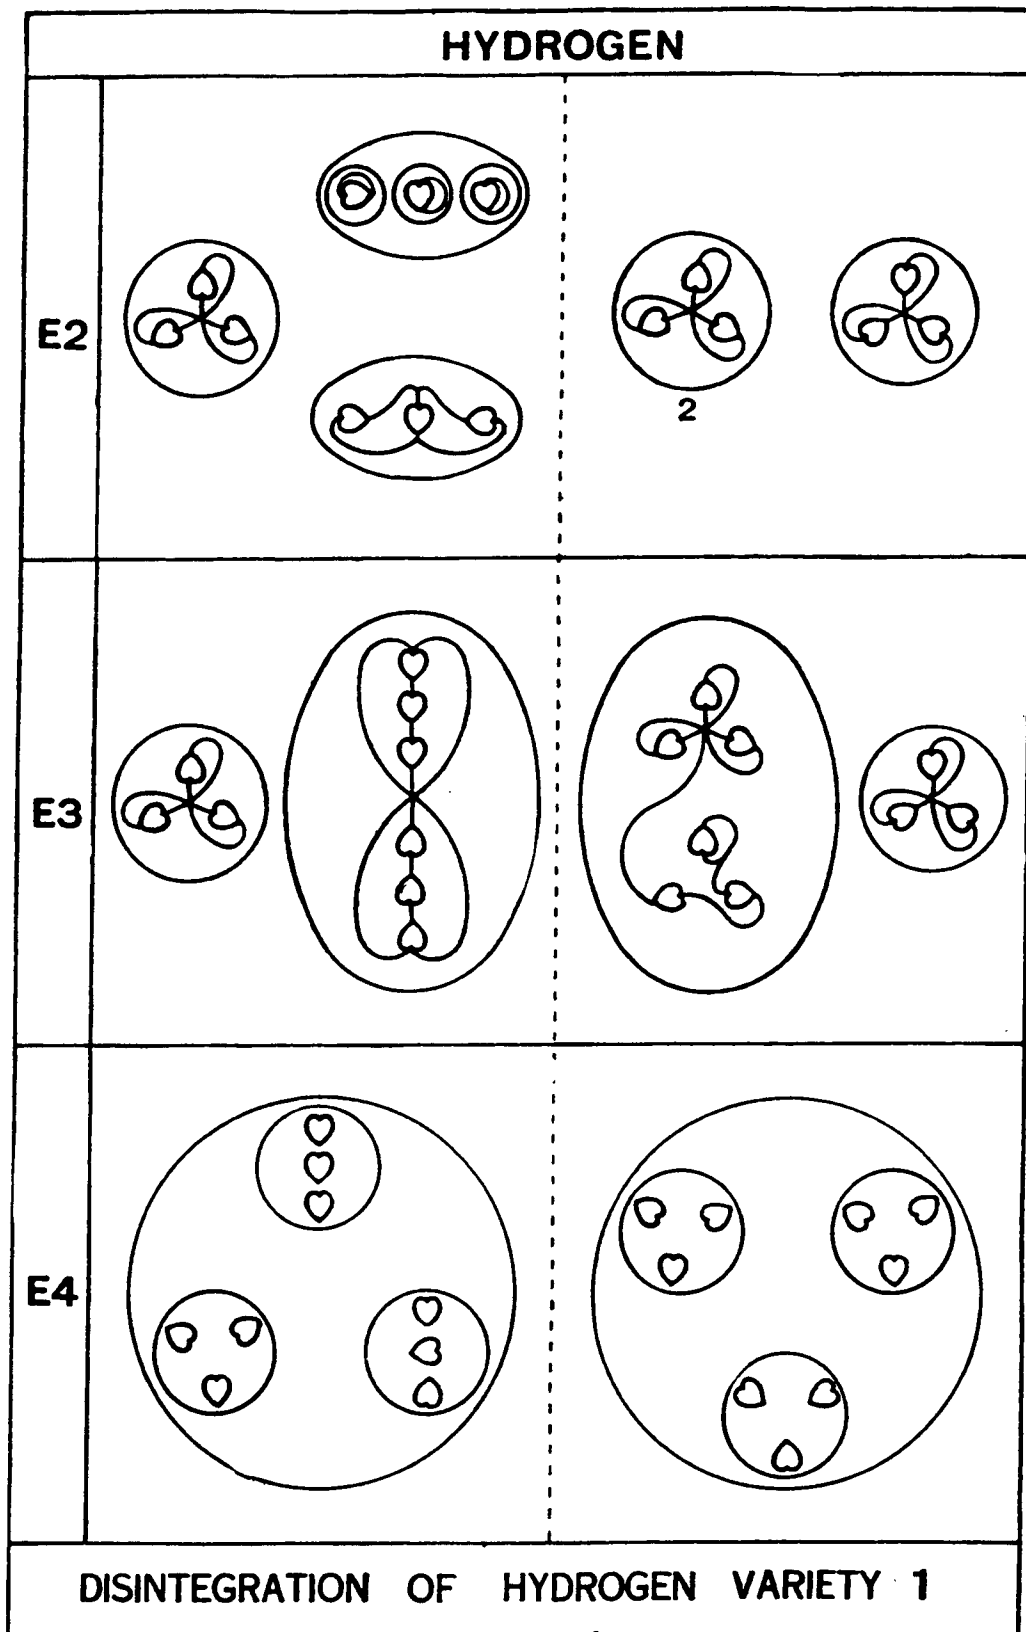 HYDROGEN
E2
2
E3
E4
DISINTEGRATION OF HYDROGEN VARIETY 1